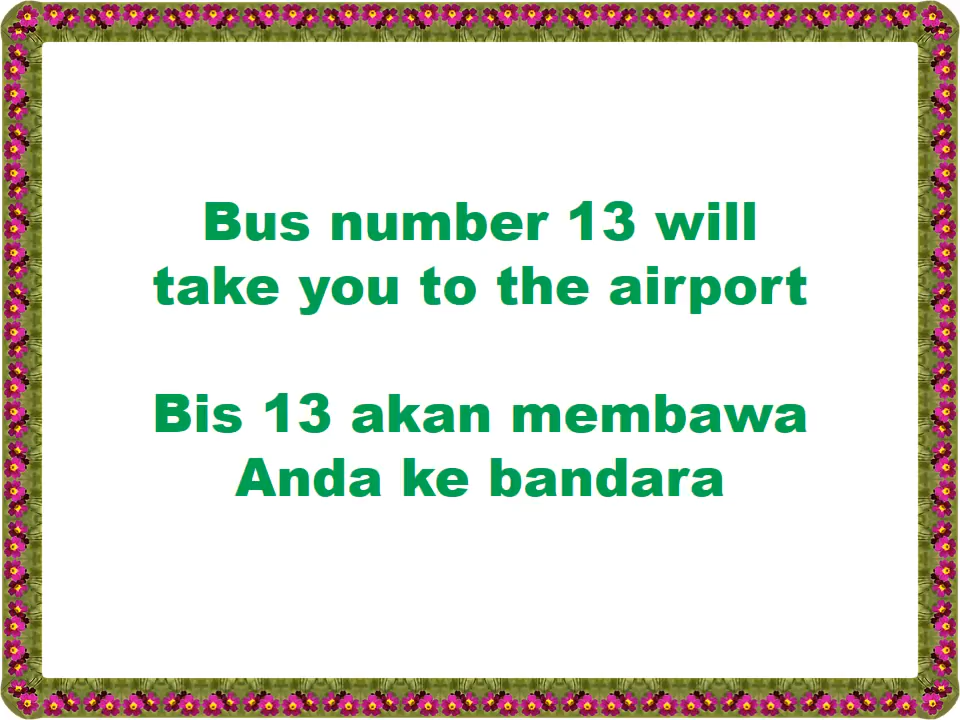 Bus number 13 will
take you to the airport
Bis 13 akan membawa
Anda ke bandara